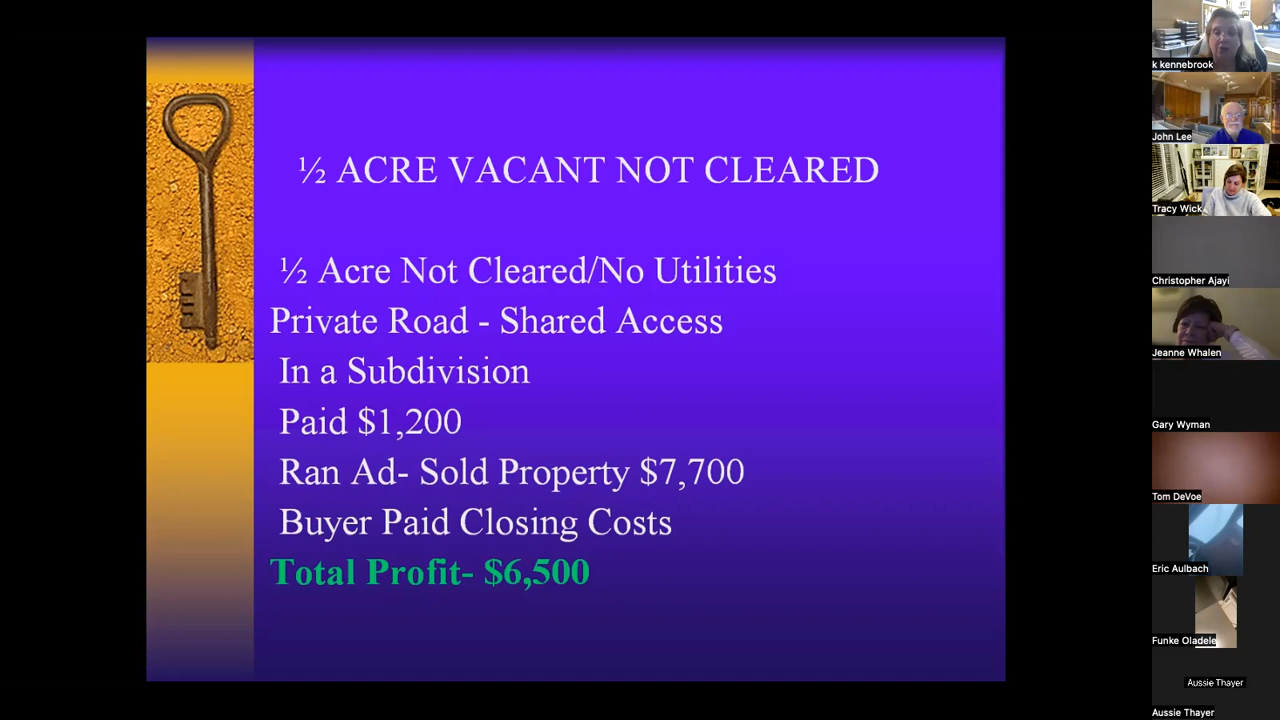 ½ ACRE VACANT NOT CLEARED
½ Acre Not Cleared/No Utilities
Private Road - Shared Access
In a Subdivision
Paid $1,200
Ran Ad- Sold Property $7,700
Buyer Paid Closing Costs
Total Profit- $6,500
k kennebrook
John Lee
Tracy Wick
Christopher Ajayi
Jeanne Whalen
Gary Wyman
Tom DeVoe
Eric Aulbach
Funke Oladele
Aussie Thayer
Aussie Thayer